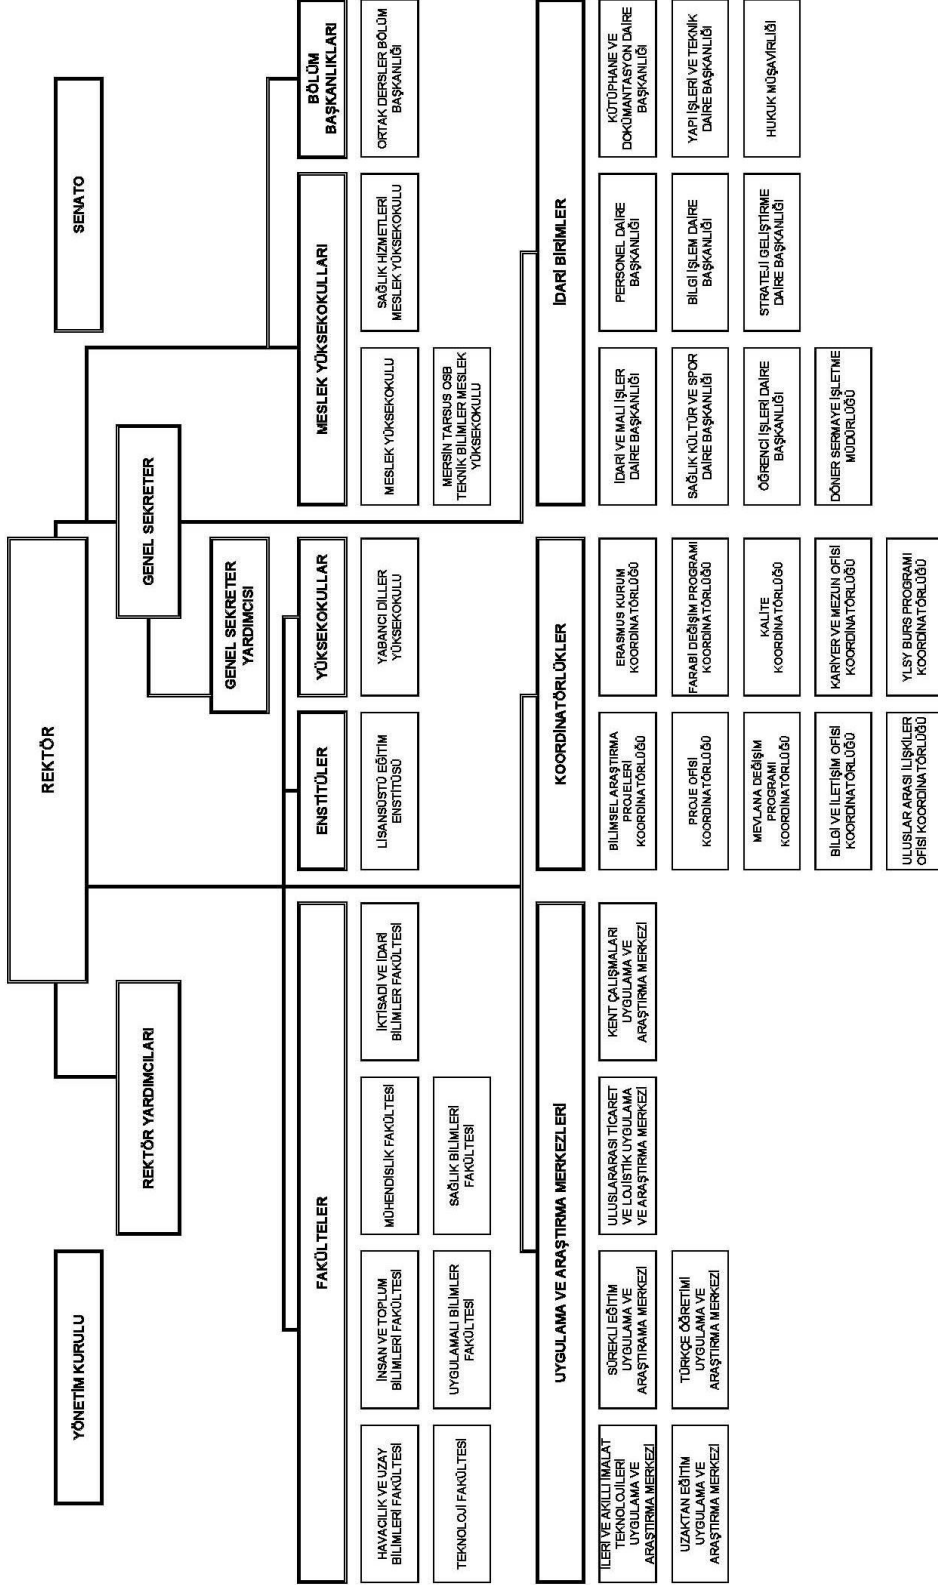 REKTÖR
YÖNETİM KURULU
SENATO
REKTÖR YARDIMCILARI
GENEL SEKRETER
GENEL SEKRETER
YARDIMCISI
FAKÜLTELER
HAVACILIK VE UZAY
BİLİMLERİ FAKÜLTESİ
İNSAN VE TOPLUM
BİLİMLERİ FAKÜLTESİ
MÜHENDİSLİK FAKÜLTESİ
İKTİSADİ VE İDARİ
BİLİMLER FAKÜLTESİ
TEKNOLOJİ FAKÜLTESİ
UYGULAMALI BİLİMLER
FAKÜLTESİ
SAĞLIK BİLİMLERİ
FAKÜLTESİ
ENSTİTÜLER
LİSANSÜSTÜ EĞİTİM
ENSTİTÜSÜ
YÜKSEKOKULLAR
YABANCI DİLLER
YÜKSEKOKULU
MESLEK YÜKSEKOKULLARI
MESLEK YÜKSEKOKULU
SAĞLIK HİZMETLERİ
MESLEK YÜKSEKOKULU
MERSİN TARSUS OSB
TEKNİK BİLİMLER MESLEK
YÜKSEKOKULU
BÖLÜM
BAŞKANLIKLARI
ORTAK DERSLER BÖLÜM
BAŞKANLIĞI
UYGULAMA VE ARAŞTIRMA MERKEZLERİ
İLERİ VE AKILLI İMALAT
TEKNOLOJİLERİ
UYGULAMA VE
ARAŞTIRMA MERKEZİ
SÜREKLİ EĞİTİM
UYGULAMA VE
ARAŞTIRAMA MERKEZİ
ULUSLARARASI TİCARET
VE LOJİSTİK UYGULAMA
VE ARAŞTIRMA MERKEZİ
KENT ÇALIŞMALARI
UYGULAMA VE
ARAŞTIRMA MERKEZİ
UZAKTAN EĞİTİM
UYGULAMA VE
ARAŞTIRMA MERKEZİ
TÜRKÇE ÖĞRETİMİ
UYGULAMA VE
ARAŞTIRMA MERKEZİ
KOORDİNATÖRLÜKLER
BİLİMSEL ARAŞTIRMA
PROJELERİ
KOORDİNATÖRLÜĞÜ
ERASMUS KURUM
KOORDİNATÖRLÜĞÜ
PROJE OFİSİ
KOORDİNATÖRLÜĞÜ
FARABİ DEĞİŞİM PROGRAMI
KOORDİNATÖRLÜĞÜ
MEVLANA DEĞİŞİM
PROGRAMI
KOORDİNATÖRLÜĞÜ
KALİTE
KOORDİNATÖRLÜĞÜ
BİLGİ VE İLETİŞİM OFİSİ
KOORDİNATÖRLÜĞÜ
KARİYER VE MEZUN OFİSİ
KOORDİNATÖRLÜĞÜ
ULUSLAR ARASI İLİŞKİLER
OFİSİ KOORDİNATÖRLÜĞÜ
YLSY BURS PROGRAMI
KOORDİNATÖRLÜĞÜ
İDARİ BİRİMLER
İDARİ VE MALİ İŞLER
DAİRE BAŞKANLIĞI
PERSONEL DAİRE
BAŞKANLIĞI
KÜTÜPHANE VE
DOKÜMANTASYON DAİRE
BAŞKANLIĞI
SAĞLIK KÜLTÜR VE SPOR
DAİRE BAŞKANLIĞI
BİLGİ İŞLEM DAİRE
BAŞKANLIĞI
YAPI İŞLERİ VE TEKNİK
DAİRE BAŞKANLIĞI
ÖĞRENCİ İŞLERİ DAİRE
BAŞKANLIĞI
STRATEJİ GELİŞTİRME
DAİRE BAŞKANLIĞI
HUKUK MÜŞAVİRLİĞİ
DÖNER SERMAYE İŞLETME
MÜDÜRLÜĞÜ